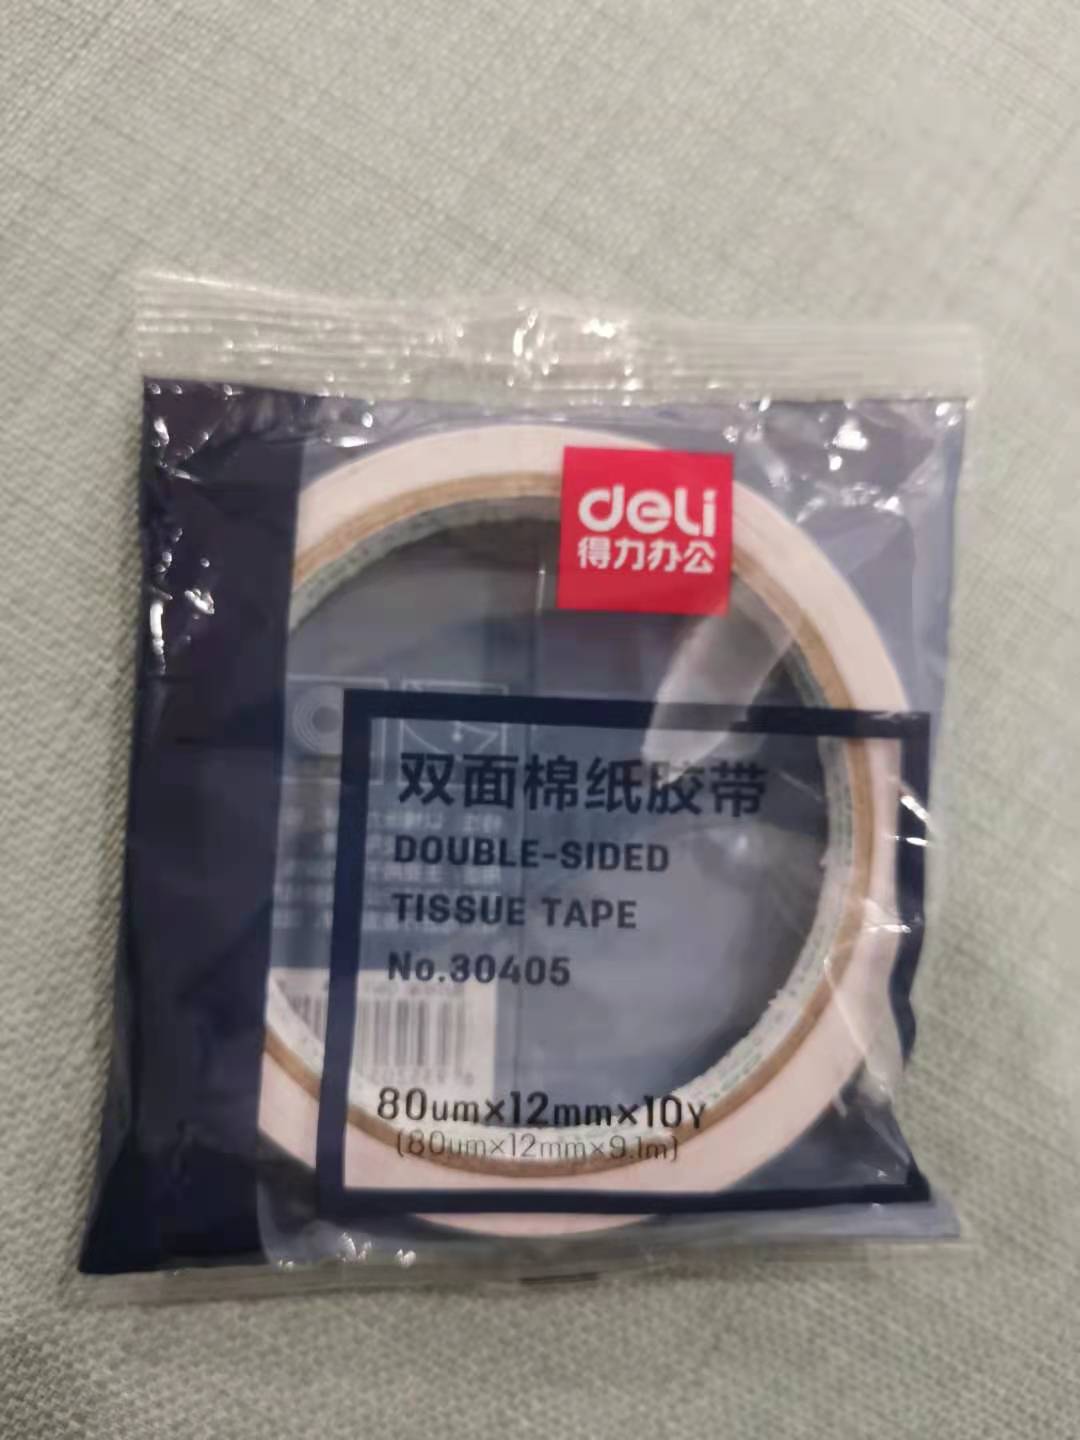 deli
得力办公
双面棉纸胶带
DOUBLE-SIDED
TISSUE TAPE
No.30405
80um×12mm×10Y
(80um×12mm×9.1m)